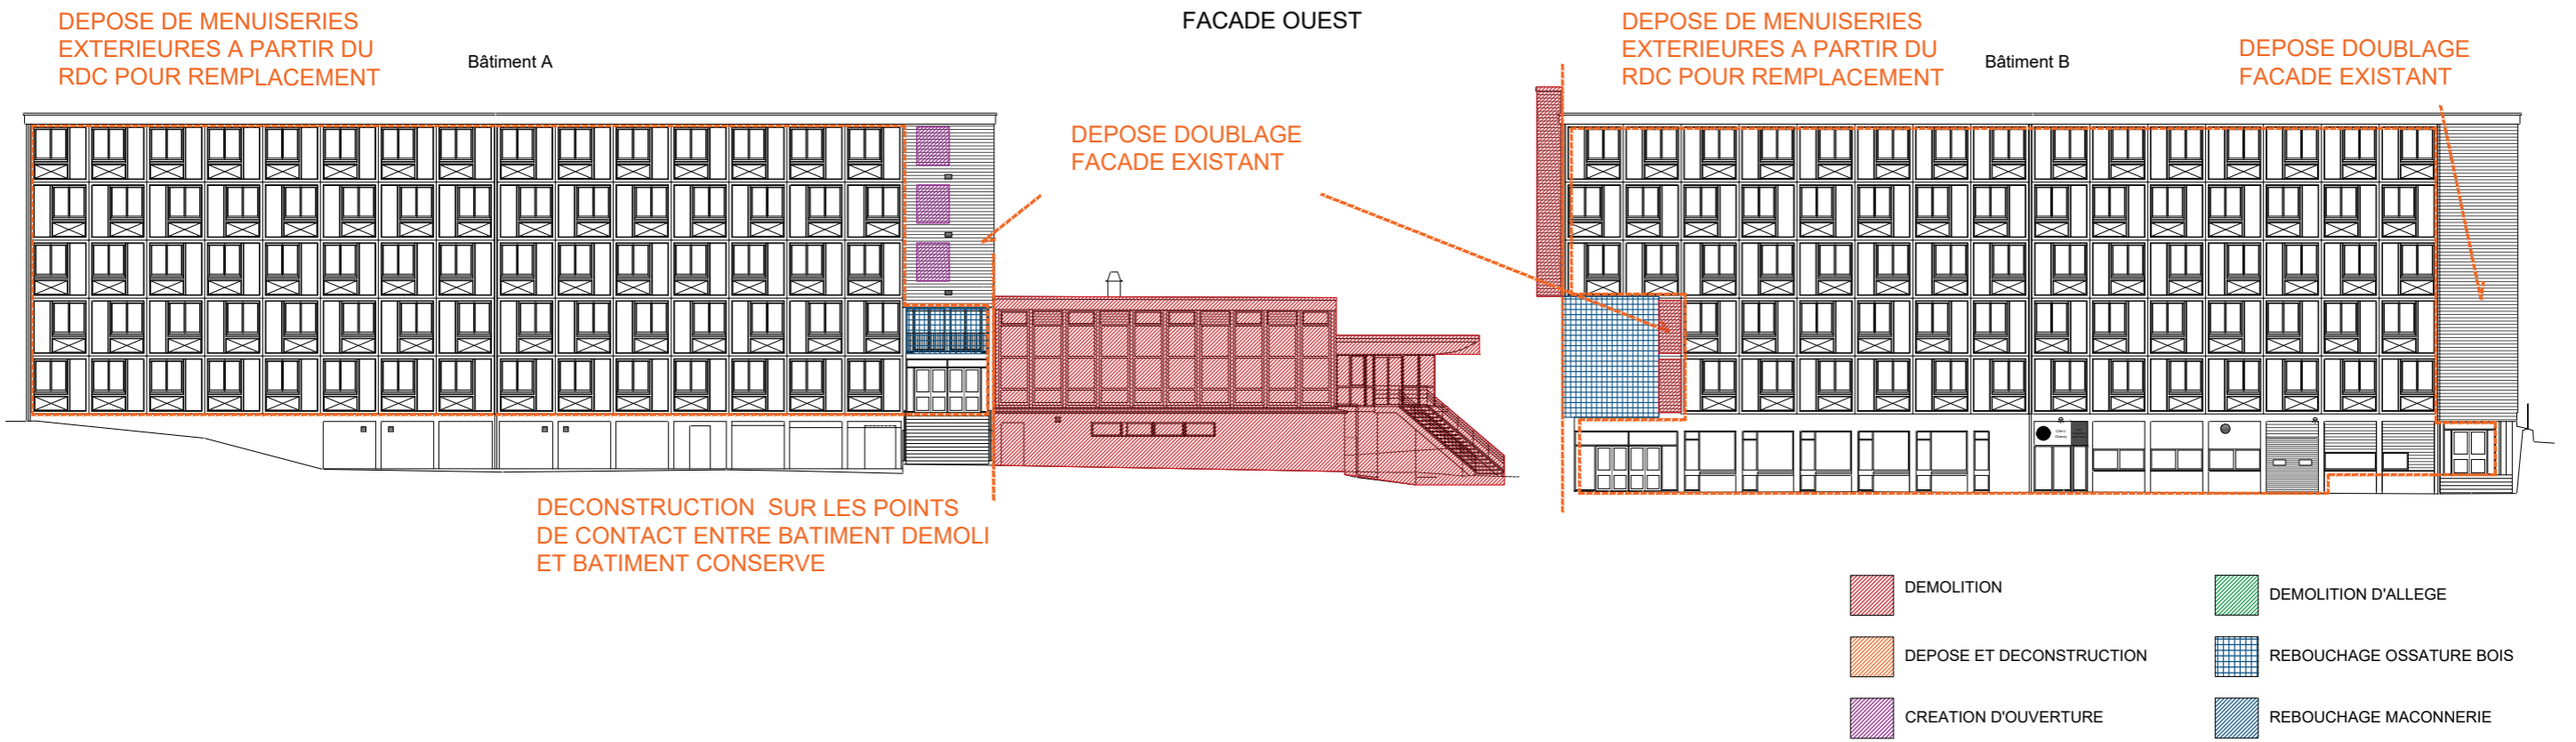 FACADE OUEST
DEPOSE DE MENUISERIES
EXTERIEURES A PARTIR DU
RDC POUR REMPLACEMENT
Bâtiment A
DEPOSE DOUBLAGE
FACADE EXISTANT
DEPOSE DE MENUISERIES
EXTERIEURES A PARTIR DU
RDC POUR REMPLACEMENT
Bâtiment B
DEPOSE DOUBLAGE
FACADE EXISTANT
DECONSTRUCTION SUR LES POINTS
DE CONTACT ENTRE BATIMENT DEMOLI
ET BATIMENT CONSERVE
DEMOLITION
DEMOLITION D'ALLEGE
DEPOSE ET DECONSTRUCTION
REBOUCHAGE OSSATURE BOIS
CREATION D'OUVERTURE
REBOUCHAGE MACONNERIE